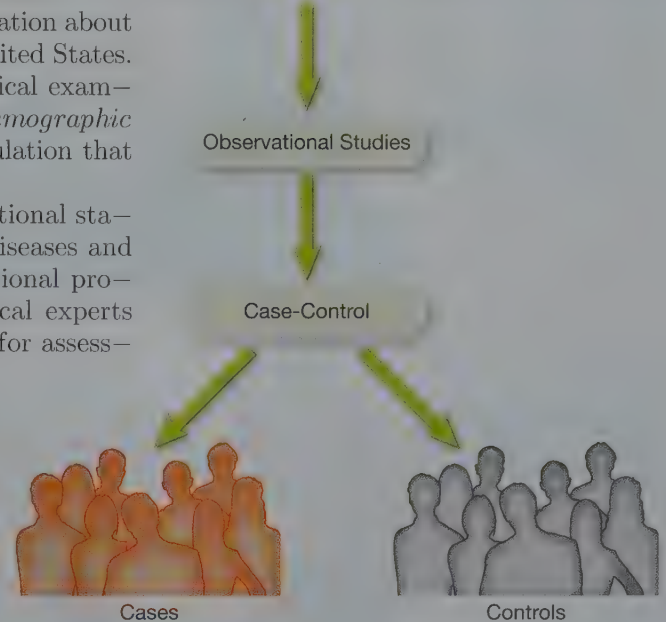 ation about
ited States.
ical exam–
mographic
ulation that
tional sta–
iseases and
ional pro–
cal experts
for assess–
Observational Studies
Case-Control
Cases
Controls